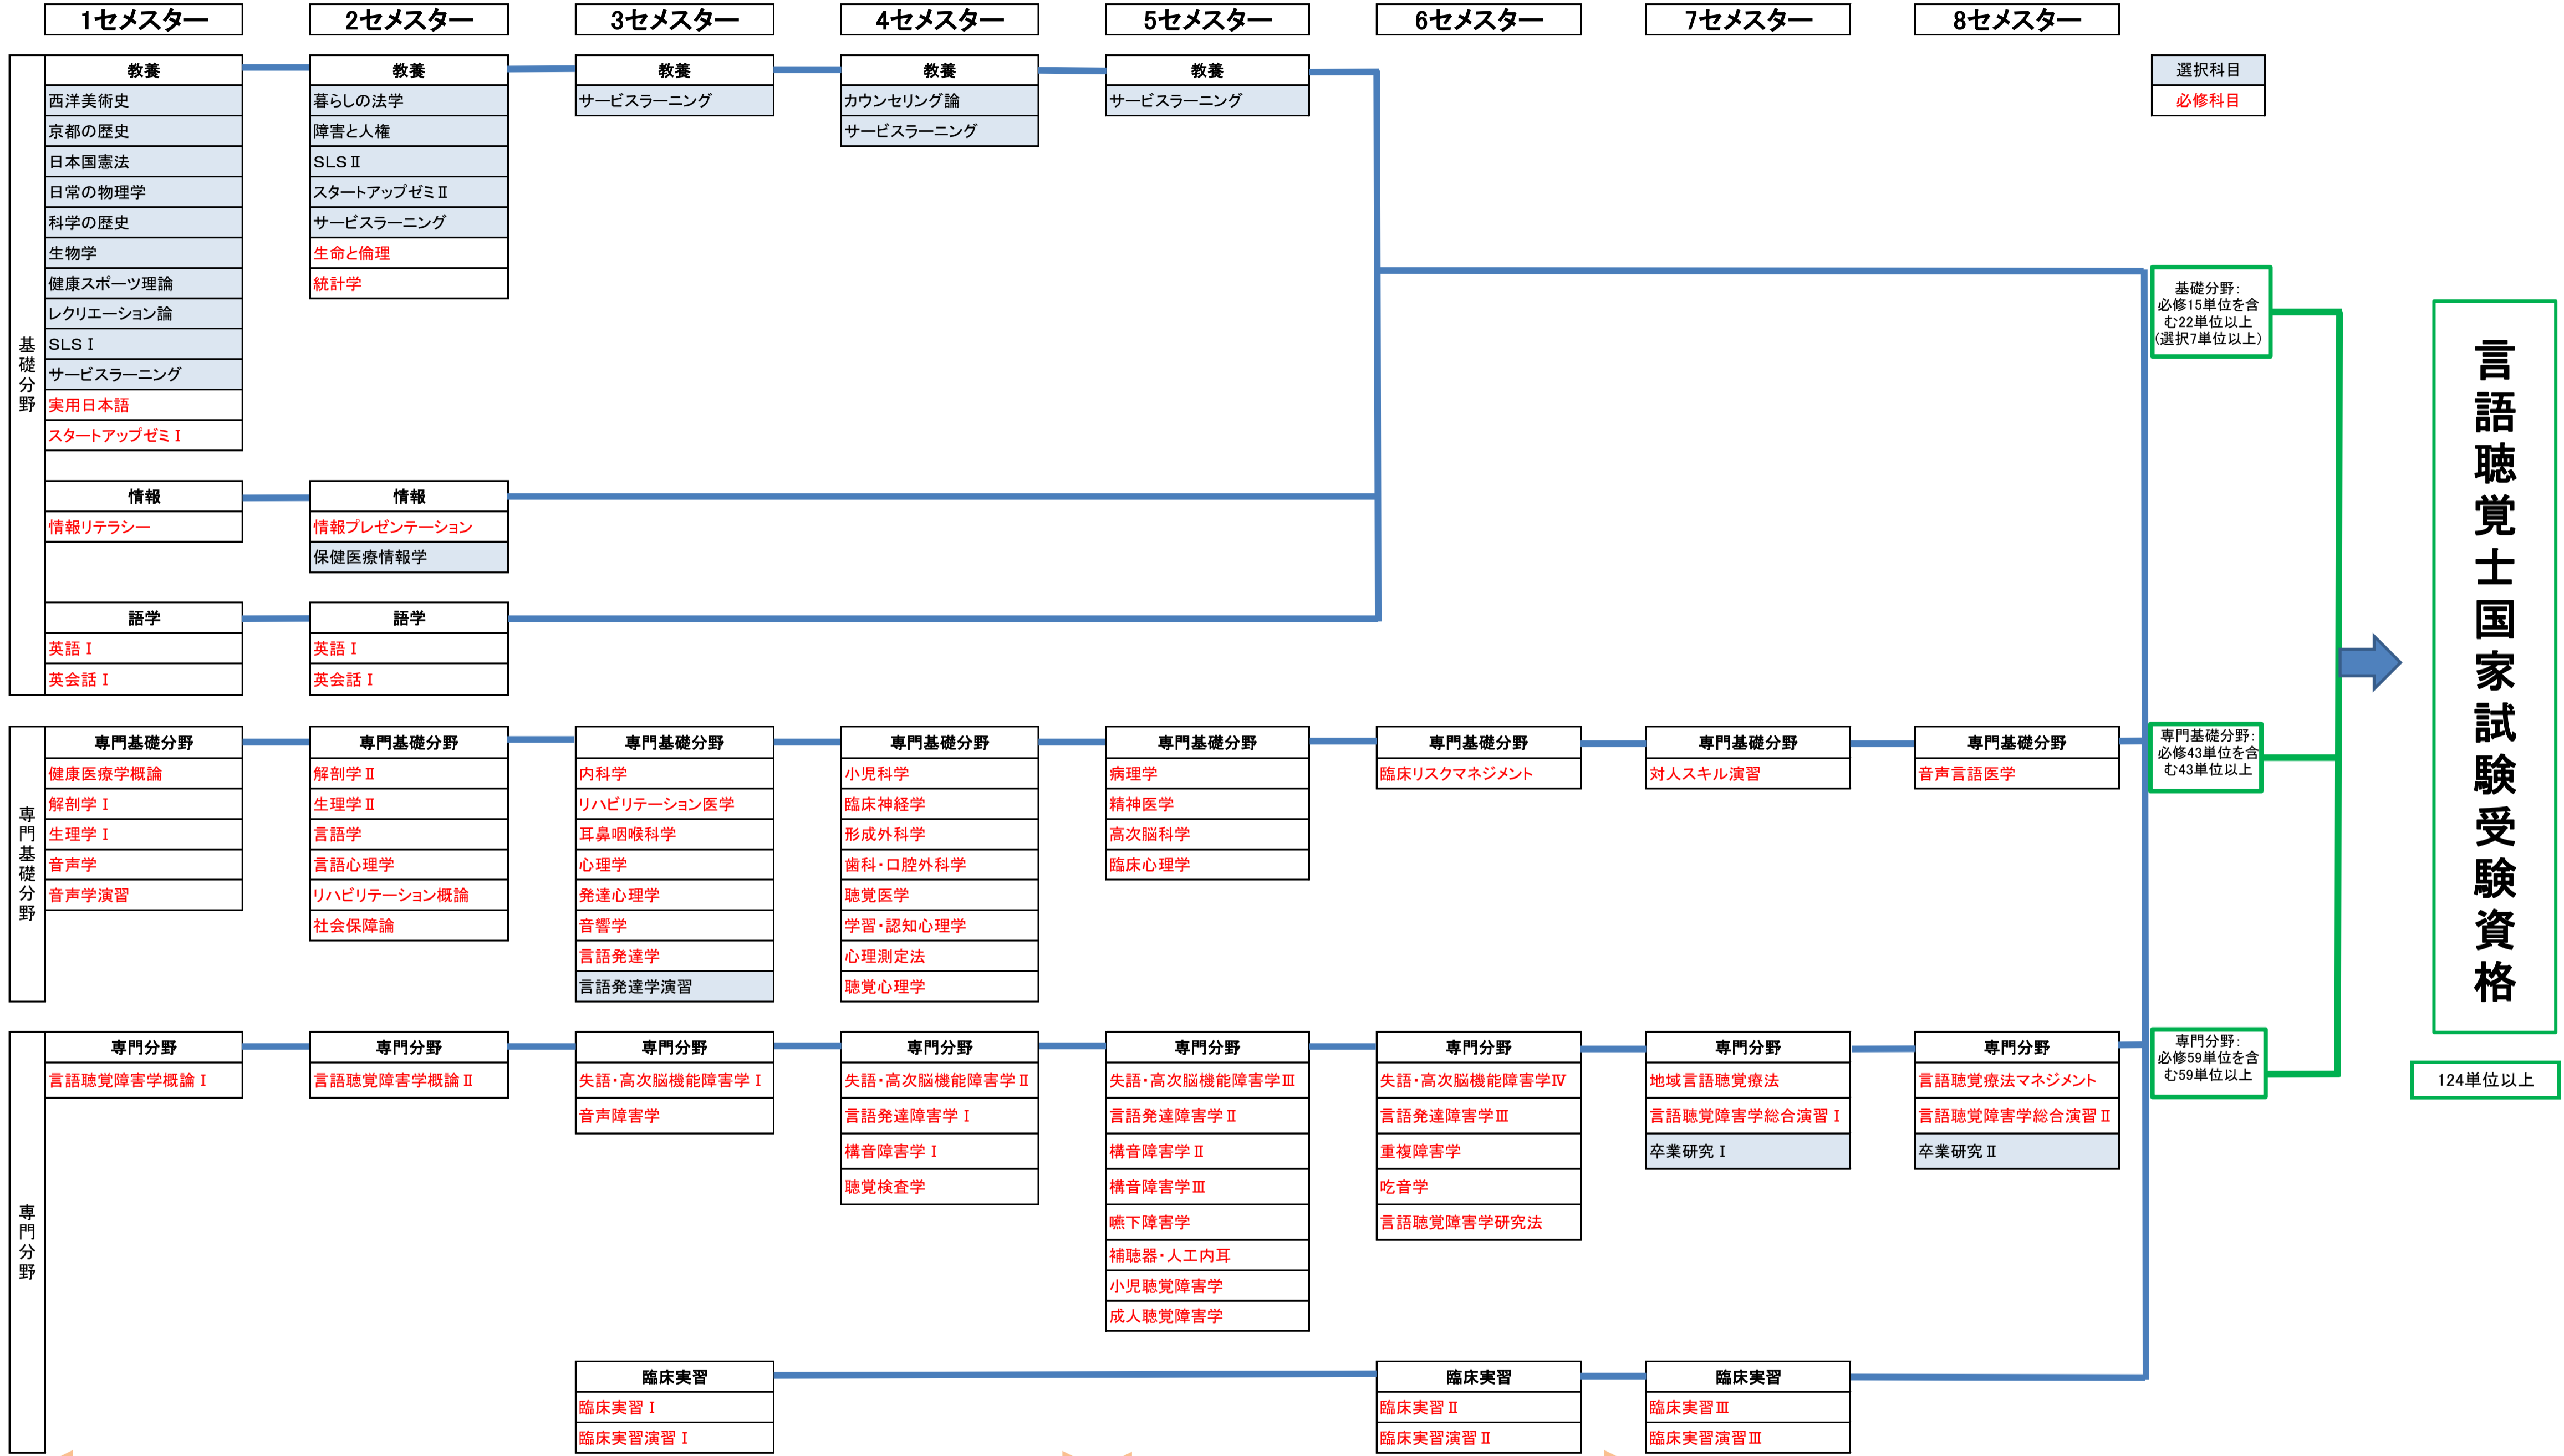 1セメスター
2セメスター
3セメスター
4セメスター
5セメスター
6セメスター
7セメスター
8セメスター
選択科目
必修科目
基礎分野
教養
西洋美術史
京都の歴史
日本国憲法
日常の物理学
科学の歴史
生物学
健康スポーツ理論
レクリエーション論
SLSⅠ
サービスラーニング
実用日本語
スタートアップゼミⅠ
教養
暮らしの法学
障害と人権
SLSⅡ
スタートアップゼミⅡ
サービスラーニング
生命と倫理
統計学
教養
サービスラーニング
教養
カウンセリング論
サービスラーニング
教養
サービスラーニング
情報
情報リテラシー
情報
情報プレゼンテーション
保健医療情報学
語学
英語Ⅰ
英会話Ⅰ
語学
英語Ⅰ
英会話Ⅰ
基礎分野:
必修15単位を含
む22単位以上
(選択7単位以上)
専門基礎分野
専門基礎分野
健康医療学概論
解剖学Ⅰ
生理学Ⅰ
音声学
音声学演習
専門基礎分野
解剖学Ⅱ
生理学Ⅱ
言語学
言語心理学
リハビリテーション概論
社会保障論
専門基礎分野
内科学
リハビリテーション医学
耳鼻咽喉科学
心理学
発達心理学
音響学
言語発達学
言語発達学演習
専門基礎分野
小児科学
臨床神経学
形成外科学
歯科・口腔外科学
聴覚医学
学習・認知心理学
心理測定法
聴覚心理学
専門基礎分野
病理学
精神医学
高次脳科学
臨床心理学
専門基礎分野
臨床リスクマネジメント
専門基礎分野
対人スキル演習
専門基礎分野
音声言語医学
専門基礎分野:
必修43単位を含
む43単位以上
専門分野
専門分野
言語聴覚障害学概論Ⅰ
専門分野
言語聴覚障害学概論Ⅱ
専門分野
失語・高次脳機能障害学Ⅰ
音声障害学
専門分野
失語・高次脳機能障害学Ⅱ
言語発達障害学Ⅰ
構音障害学Ⅰ
聴覚検査学
専門分野
失語・高次脳機能障害学Ⅲ
言語発達障害学Ⅱ
構音障害学Ⅱ
構音障害学Ⅲ
嚥下障害学
補聴器・人工内耳
小児聴覚障害学
成人聴覚障害学
専門分野
失語・高次脳機能障害学Ⅳ
言語発達障害学Ⅲ
重複障害学
吃音学
言語聴覚障害学研究法
専門分野
地域言語聴覚療法
言語聴覚障害学総合演習Ⅰ
卒業研究Ⅰ
専門分野
言語聴覚療法マネジメント
言語聴覚障害学総合演習Ⅱ
卒業研究Ⅱ
専門分野:
必修59単位を含
む59単位以上
臨床実習
臨床実習Ⅰ
臨床実習演習Ⅰ
臨床実習
臨床実習Ⅱ
臨床実習演習Ⅱ
臨床実習
臨床実習Ⅲ
臨床実習演習Ⅲ
言語聴覚士国家試験受験資格
124単位以上